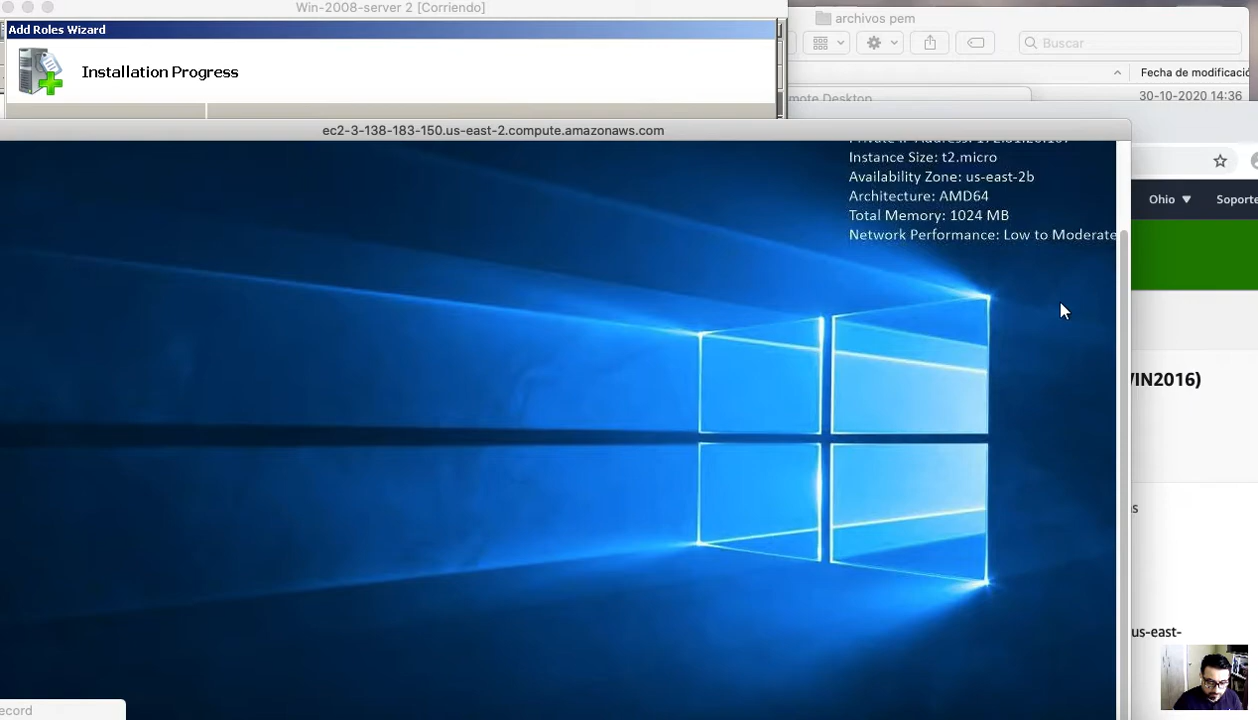 Win-2008-server 2 [Corriendo]
Add Roles Wizard
Installation Progress
archivos pem
Buscar
Fecha de modificació
30-10-2020 14:36
mote Desktop
ec2-3-138-183-150.us-east-2.compute.amazonaws.com
Instance Size: t2.micro
Availability Zone: us-east-2b
Architecture: AMD64
Total Memory: 1024 MB
Network Performance: Low to Moderate
Ohio
Soporte
WIN2016)
us-east-
ecord